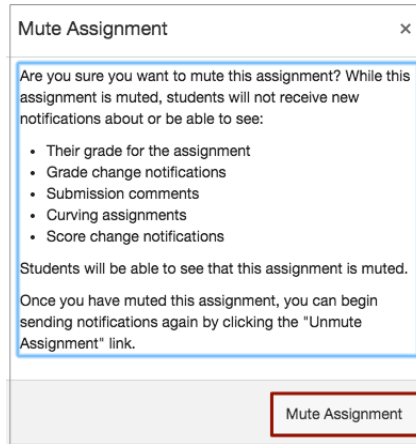 Mute Assignment ×
Are you sure you want to mute this assignment? While this
assignment is muted, students will not receive new
notifications about or be able to see:
• Their grade for the assignment
• Grade change notifications
• Submission comments
• Curving assignments
• Score change notifications
Students will be able to see that this assignment is muted.
Once you have muted this assignment, you can begin
sending notifications again by clicking the "Unmute
Assignment" link.
Mute Assignment